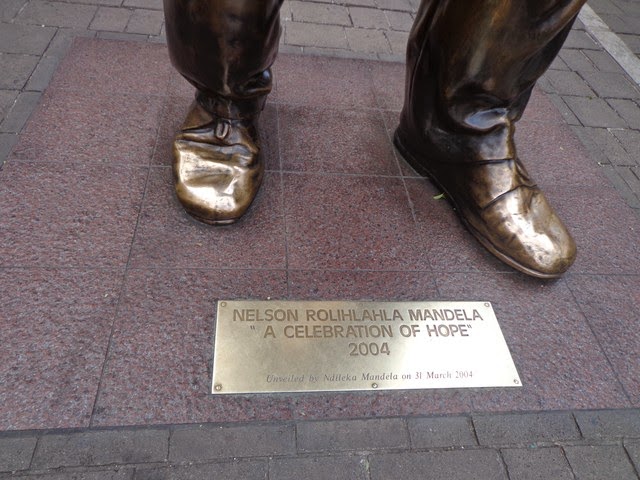 NELSON ROLIHLAHLA MANDELA
"A CELEBRATION OF HOPE"
2004
Unveiled by Ndileka Mandela on 31 March 2004